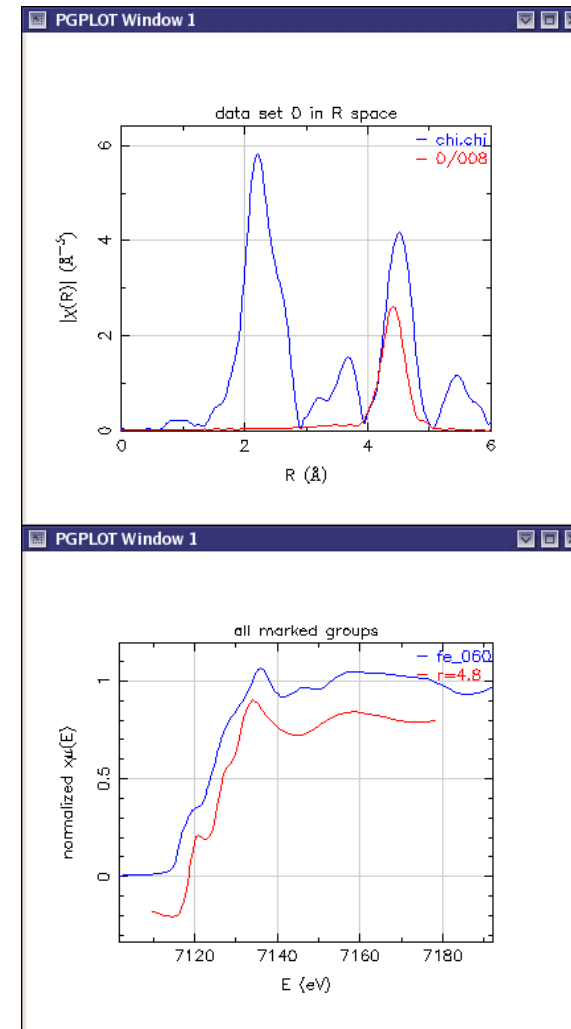 PGPLOT Window 1
data set 0 in R space
chi.chi
0/008
|χ(R)| (Å⁻³)
6
4
2
0
0 2 4 6
R (Å)
PGPLOT Window 1
all marked groups
fe_060
r=4.8
normalized xμ(E)
1
0.5
0
7120 7140 7160 7180
E (eV)